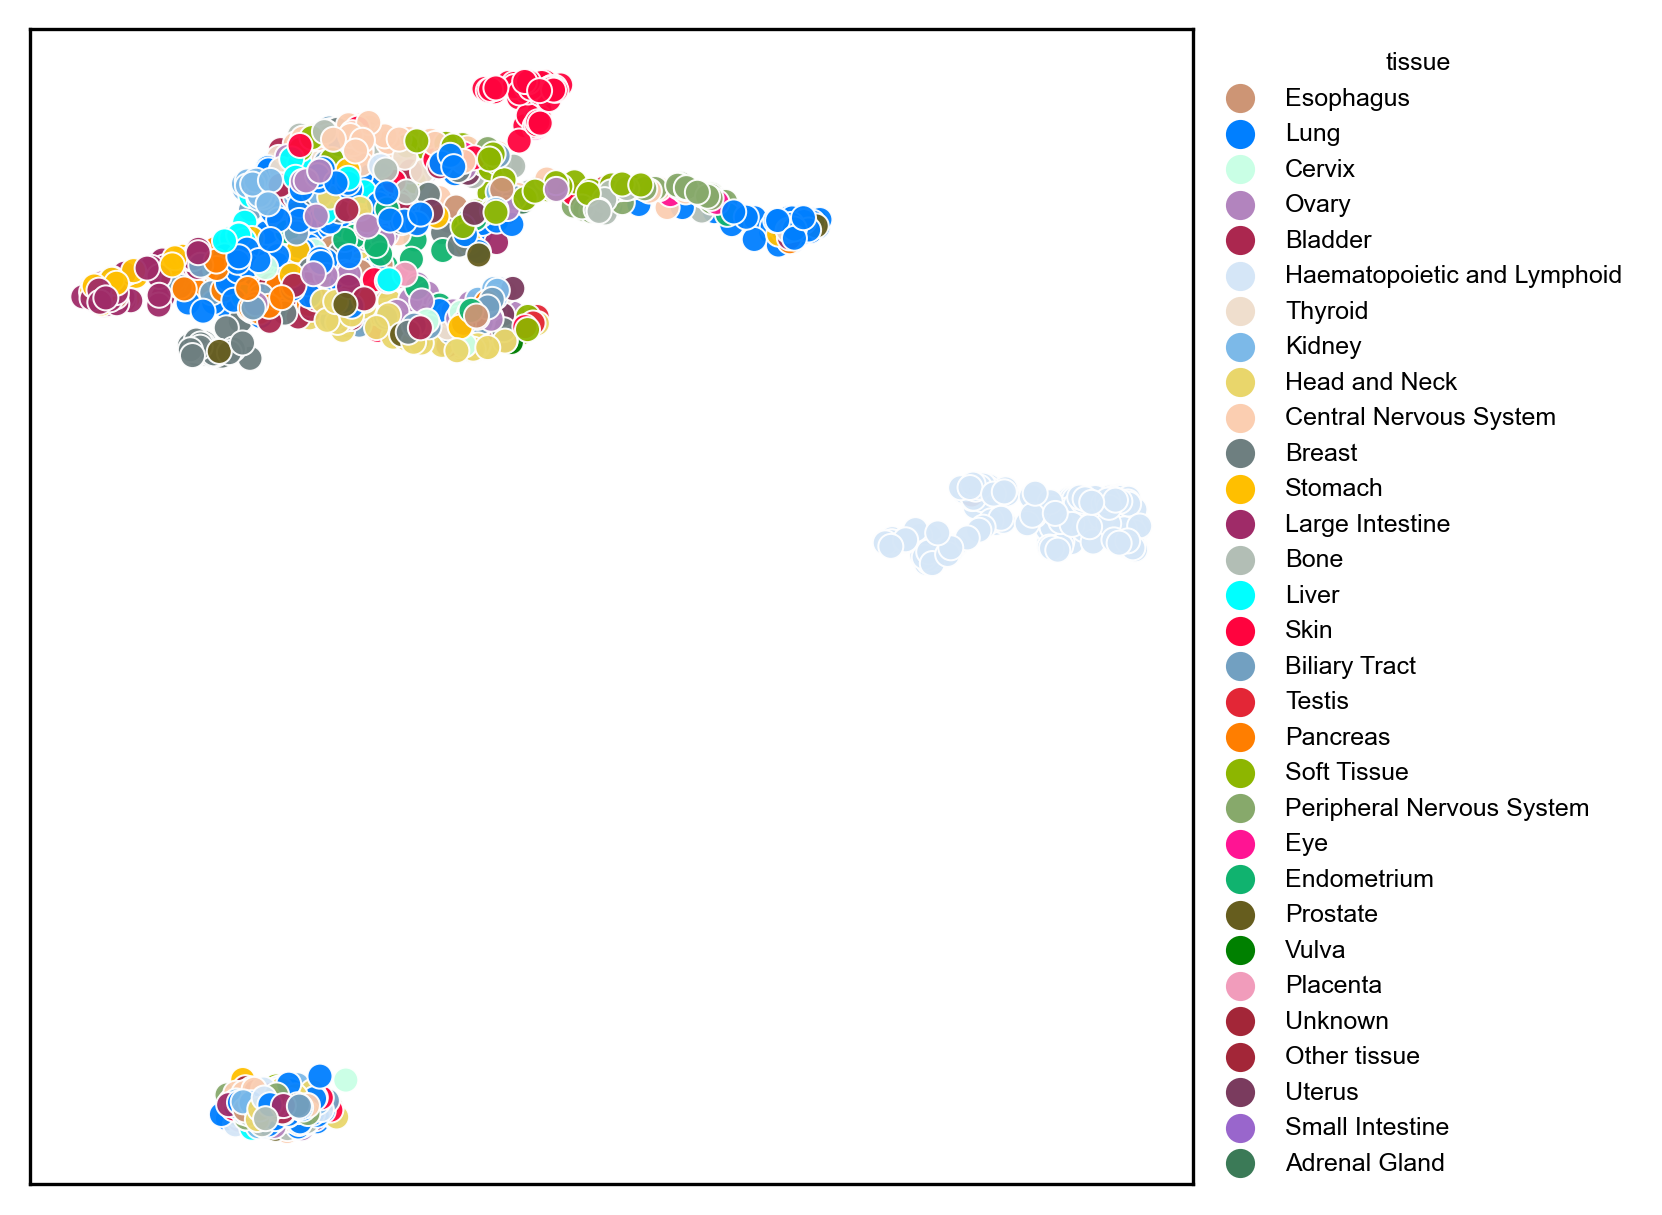 tissue
Esophagus
Lung
Cervix
Ovary
Bladder
Haematopoietic and Lymphoid
Thyroid
Kidney
Head and Neck
Central Nervous System
Breast
Stomach
Large Intestine
Bone
Liver
Skin
Biliary Tract
Testis
Pancreas
Soft Tissue
Peripheral Nervous System
Eye
Endometrium
Prostate
Vulva
Placenta
Unknown
Other tissue
Uterus
Small Intestine
Adrenal Gland